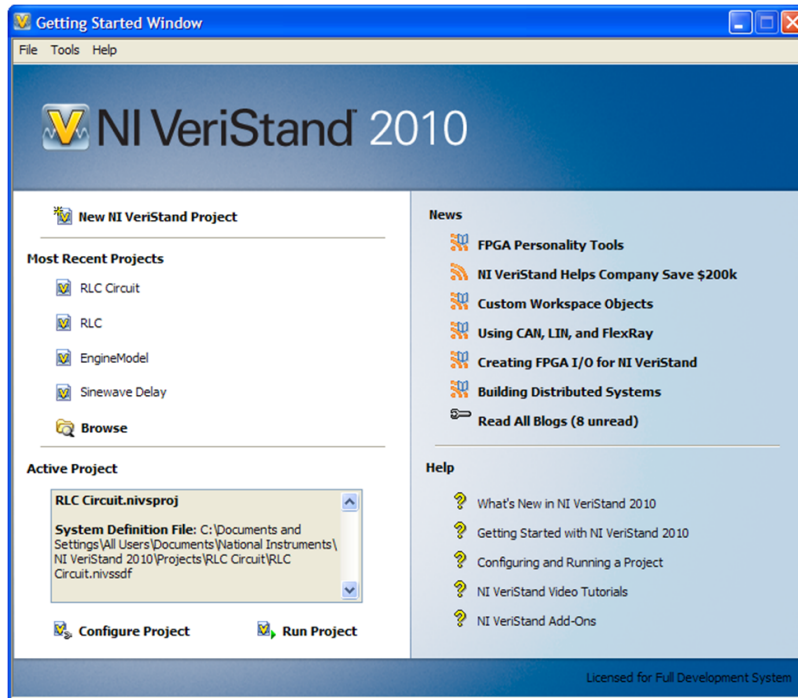 Getting Started Window
File Tools Help
NI VeriStand™ 2010
New NI VeriStand Project
Most Recent Projects
RLC Circuit
RLC
EngineModel
Sinewave Delay
Browse
Active Project
RLC Circuit.nivsproj
System Definition File: C:\Documents and
Settings\All Users\Documents\National Instruments\
NI VeriStand 2010\Projects\RLC Circuit\RLC
Circuit.nivssdf
Configure Project
Run Project
News
FPGA Personality Tools
NI VeriStand Helps Company Save $200k
Custom Workspace Objects
Using CAN, LIN, and FlexRay
Creating FPGA I/O for NI VeriStand
Building Distributed Systems
Read All Blogs (8 unread)
Help
What's New in NI VeriStand 2010
Getting Started with NI VeriStand 2010
Configuring and Running a Project
NI VeriStand Video Tutorials
NI VeriStand Add-Ons
Licensed for Full Development System